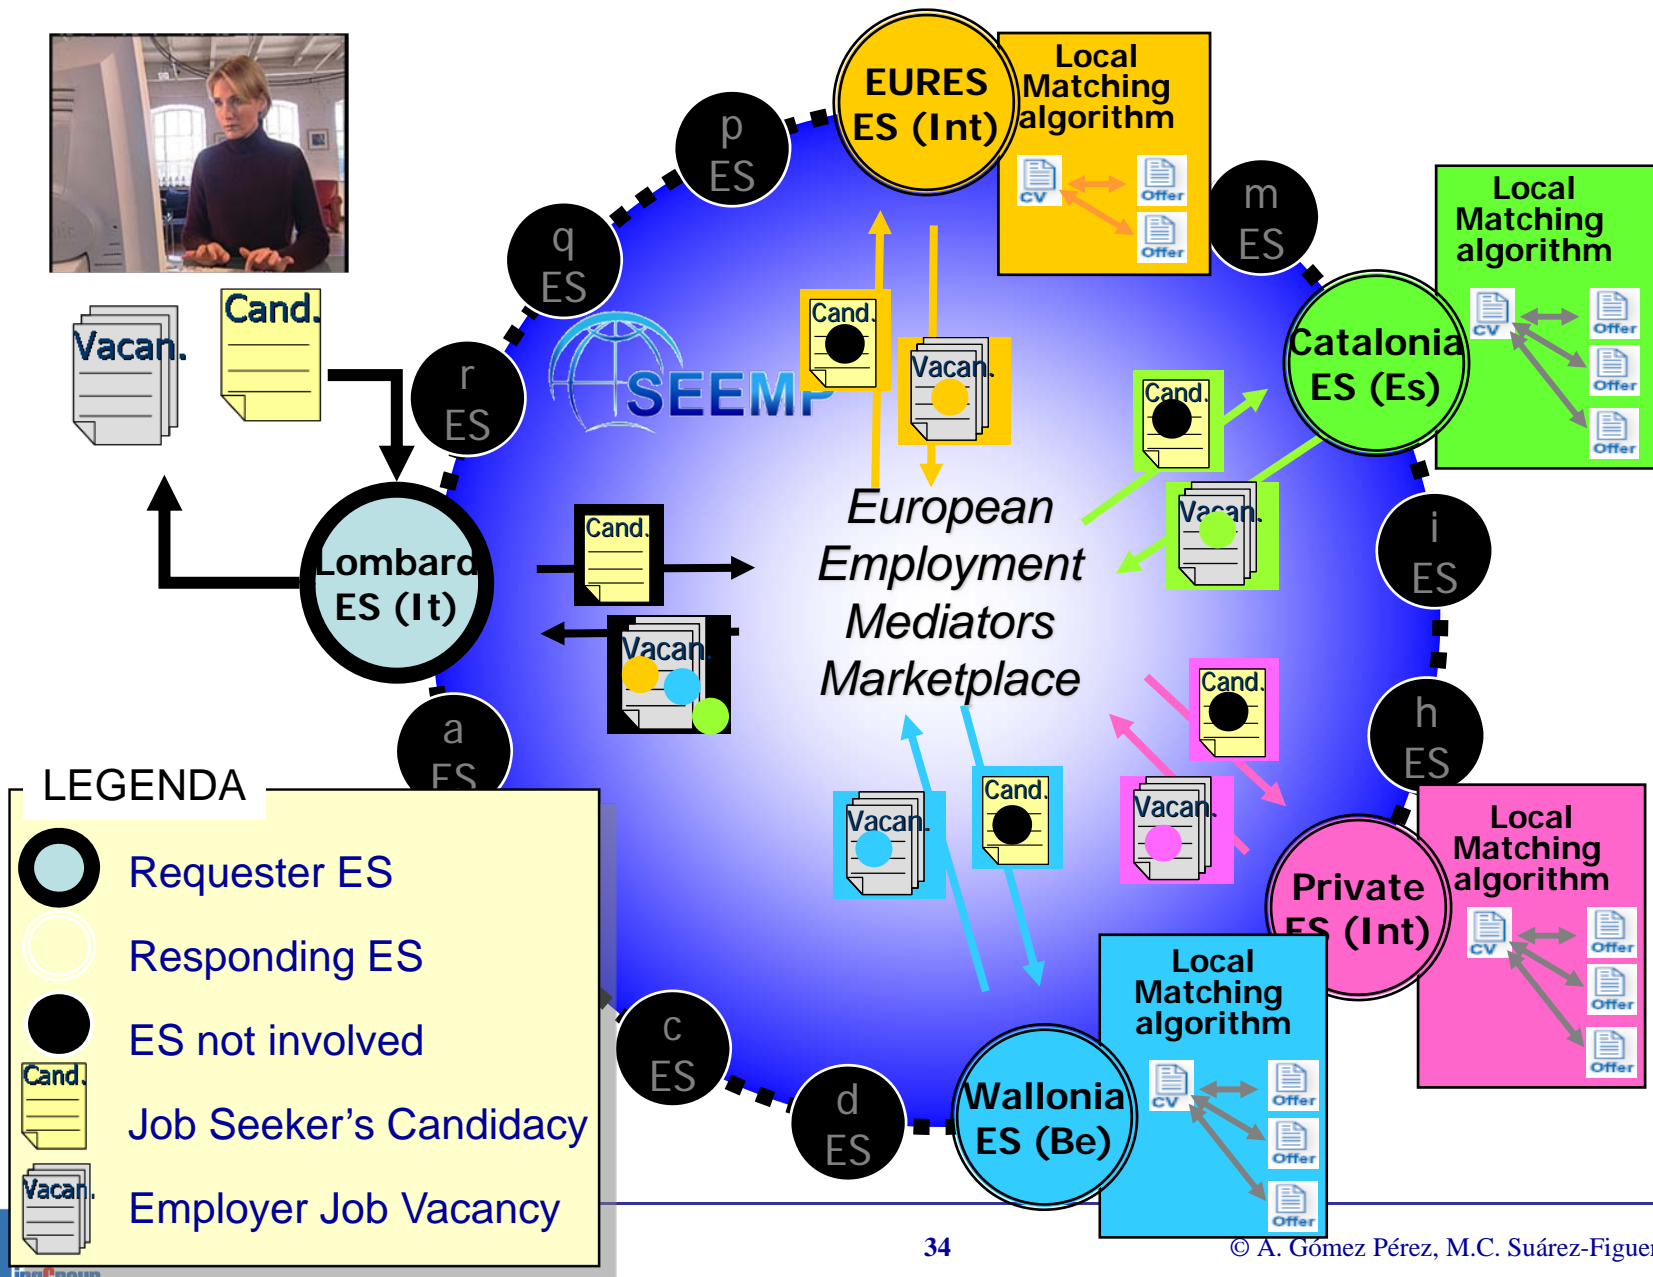 EURES
ES (Int)
Local
Matching
algorithm
CV
Offer
Offer
p
ES
m
ES
Local
Matching
algorithm
CV
Offer
Offer
Offer
q
ES
Catalonia
ES (Es)
Vacan.
Cand.
r
ES
SEEMP
Cand.
Vacan.
Cand.
Vacan.
i
ES
European
Employment
Mediators
Marketplace
Lombard
ES (It)
Cand.
Vacan.
Cand.
Vacan.
h
ES
a
ES
Vacan.
Cand.
Private
ES (Int)
Local
Matching
algorithm
CV
Offer
Offer
Offer
c
ES
d
ES
Wallonia
ES (Be)
Local
Matching
algorithm
CV
Offer
Offer
Offer
LEGENDA
Requester ES
Responding ES
ES not involved
Cand.
Job Seeker’s Candidacy
Vacan.
Employer Job Vacancy
34
© A. Gómez Pérez, M.C. Suárez-Figuer